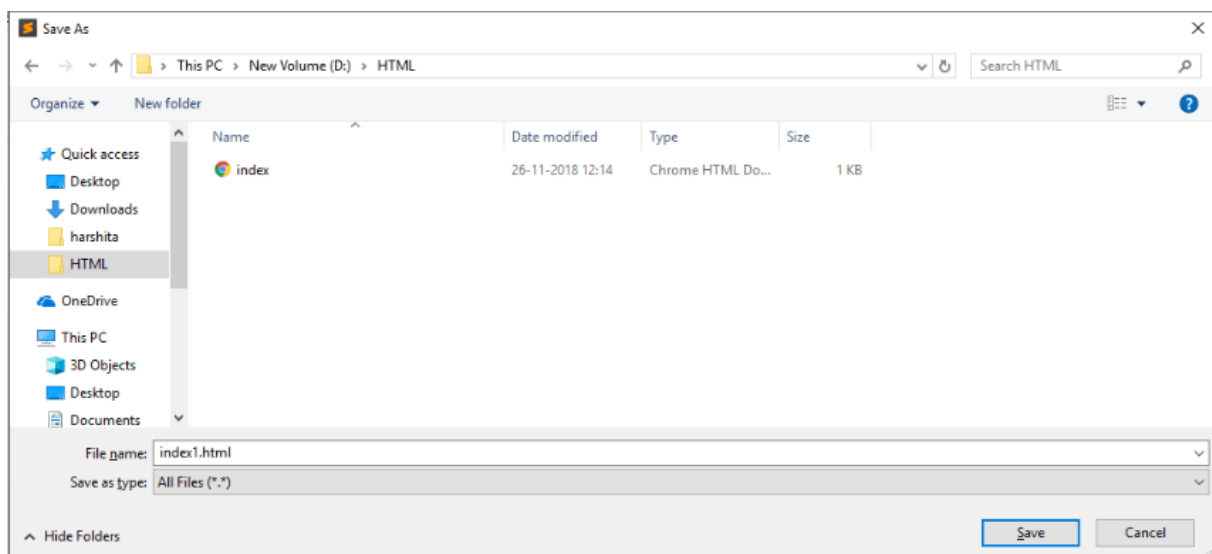 Save As
This PC > New Volume (D:) > HTML
Search HTML
Organize
New folder
Name Date modified Type Size
Quick access
Desktop
Downloads
harshita
HTML
OneDrive
This PC
3D Objects
Desktop
Documents
index 26-11-2018 12:14 Chrome HTML Do... 1 KB
File name: index1.html
Save as type: All Files (*.*)
Hide Folders
Save
Cancel